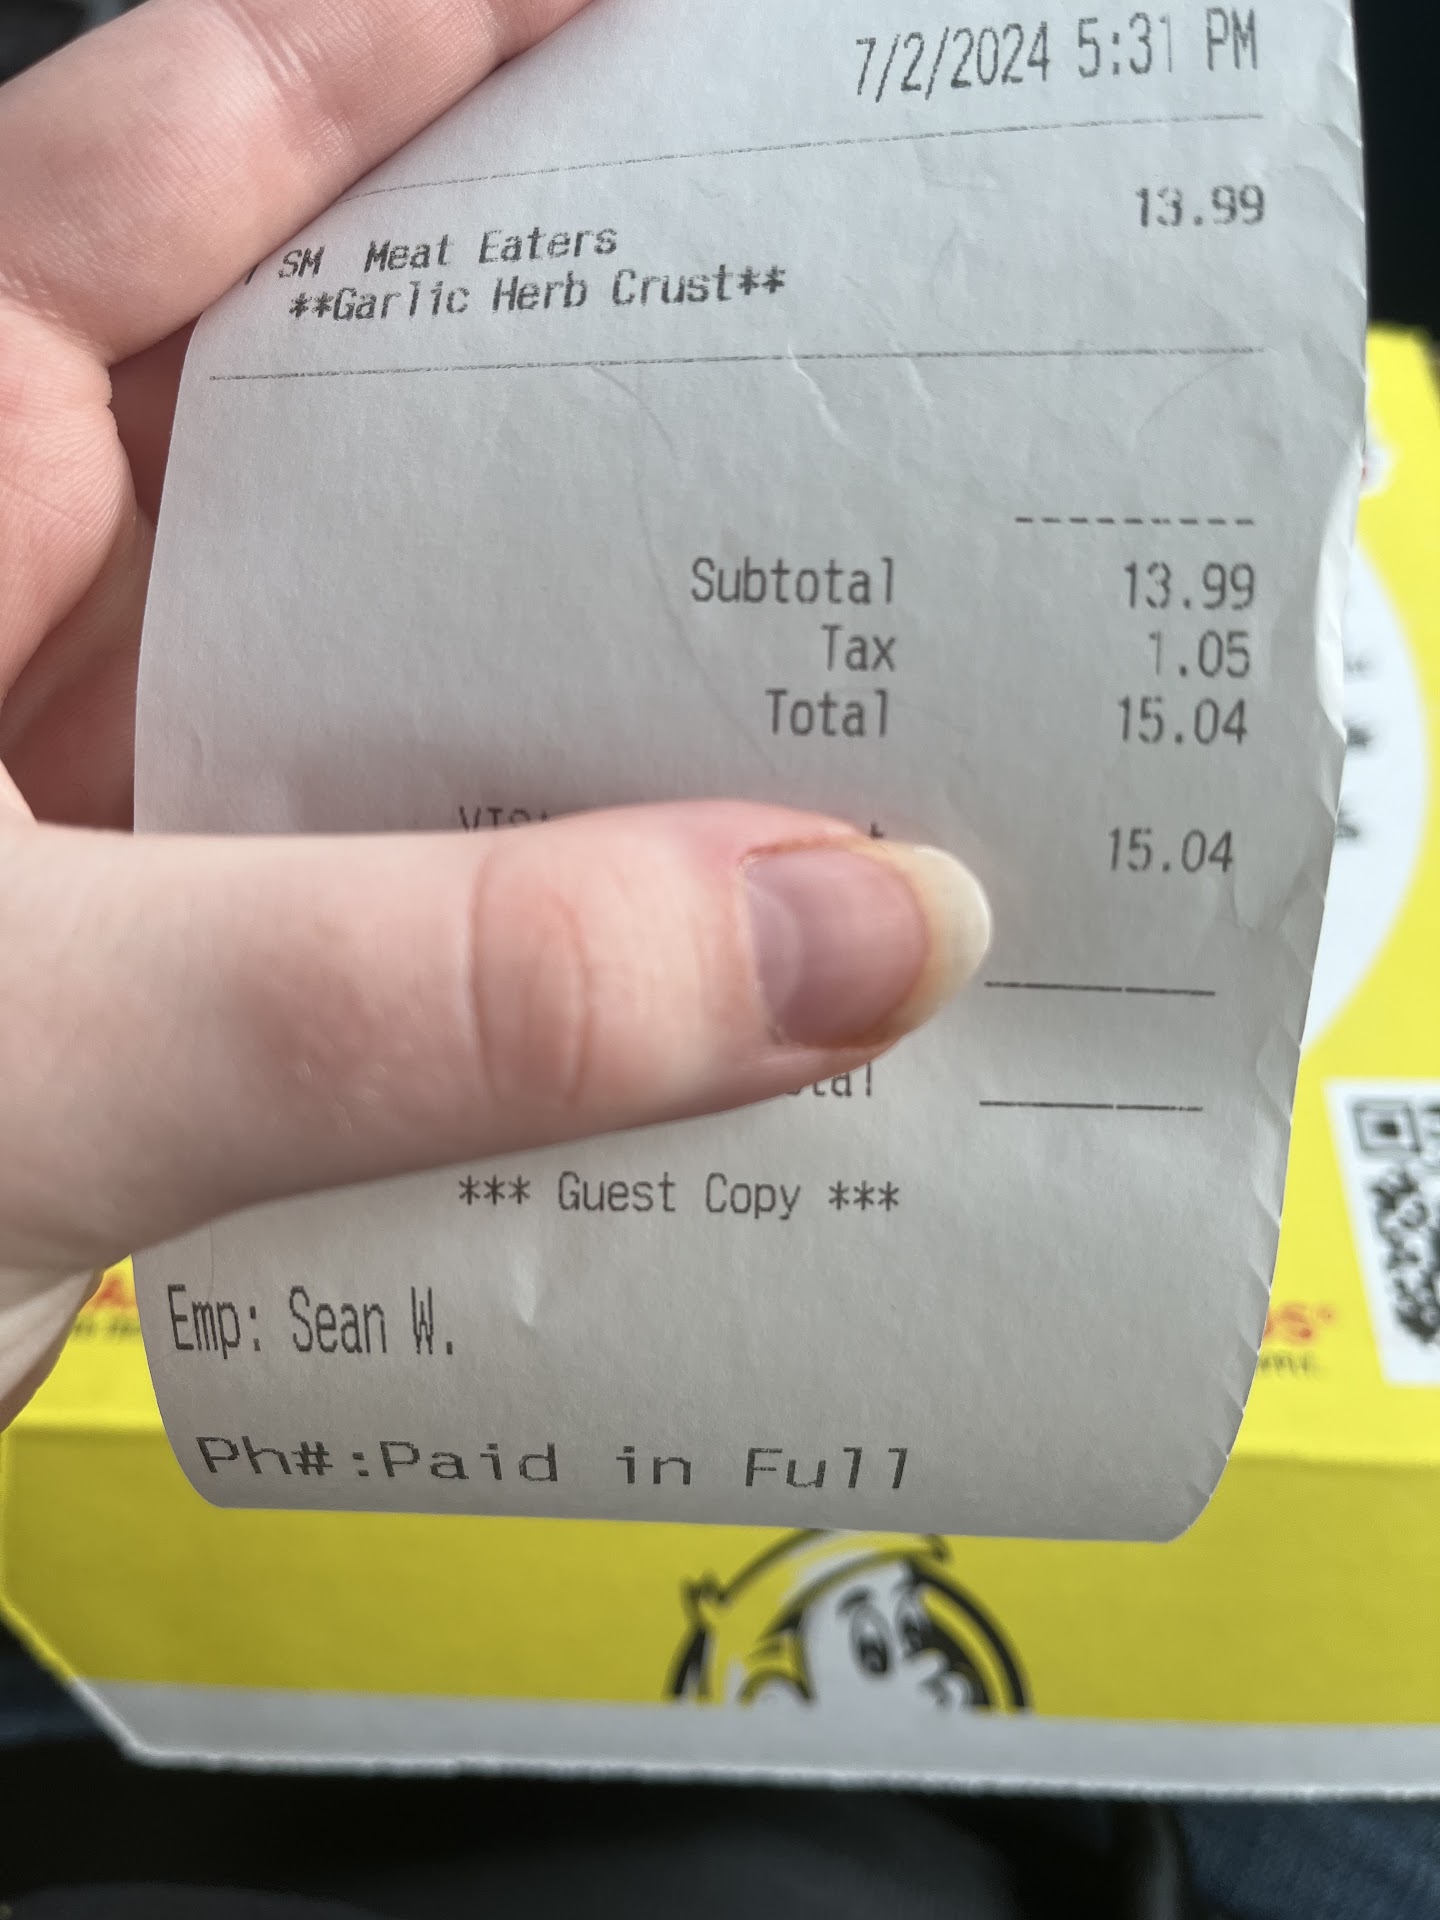 7/2/2024 5:31 PM
SM Meat Eaters 13.99
**Garlic Herb Crust**
---------
Subtotal 13.99
Tax 1.05
Total 15.04
15.04
*** Guest Copy ***
Emp: Sean W.
Ph#:Paid in Full